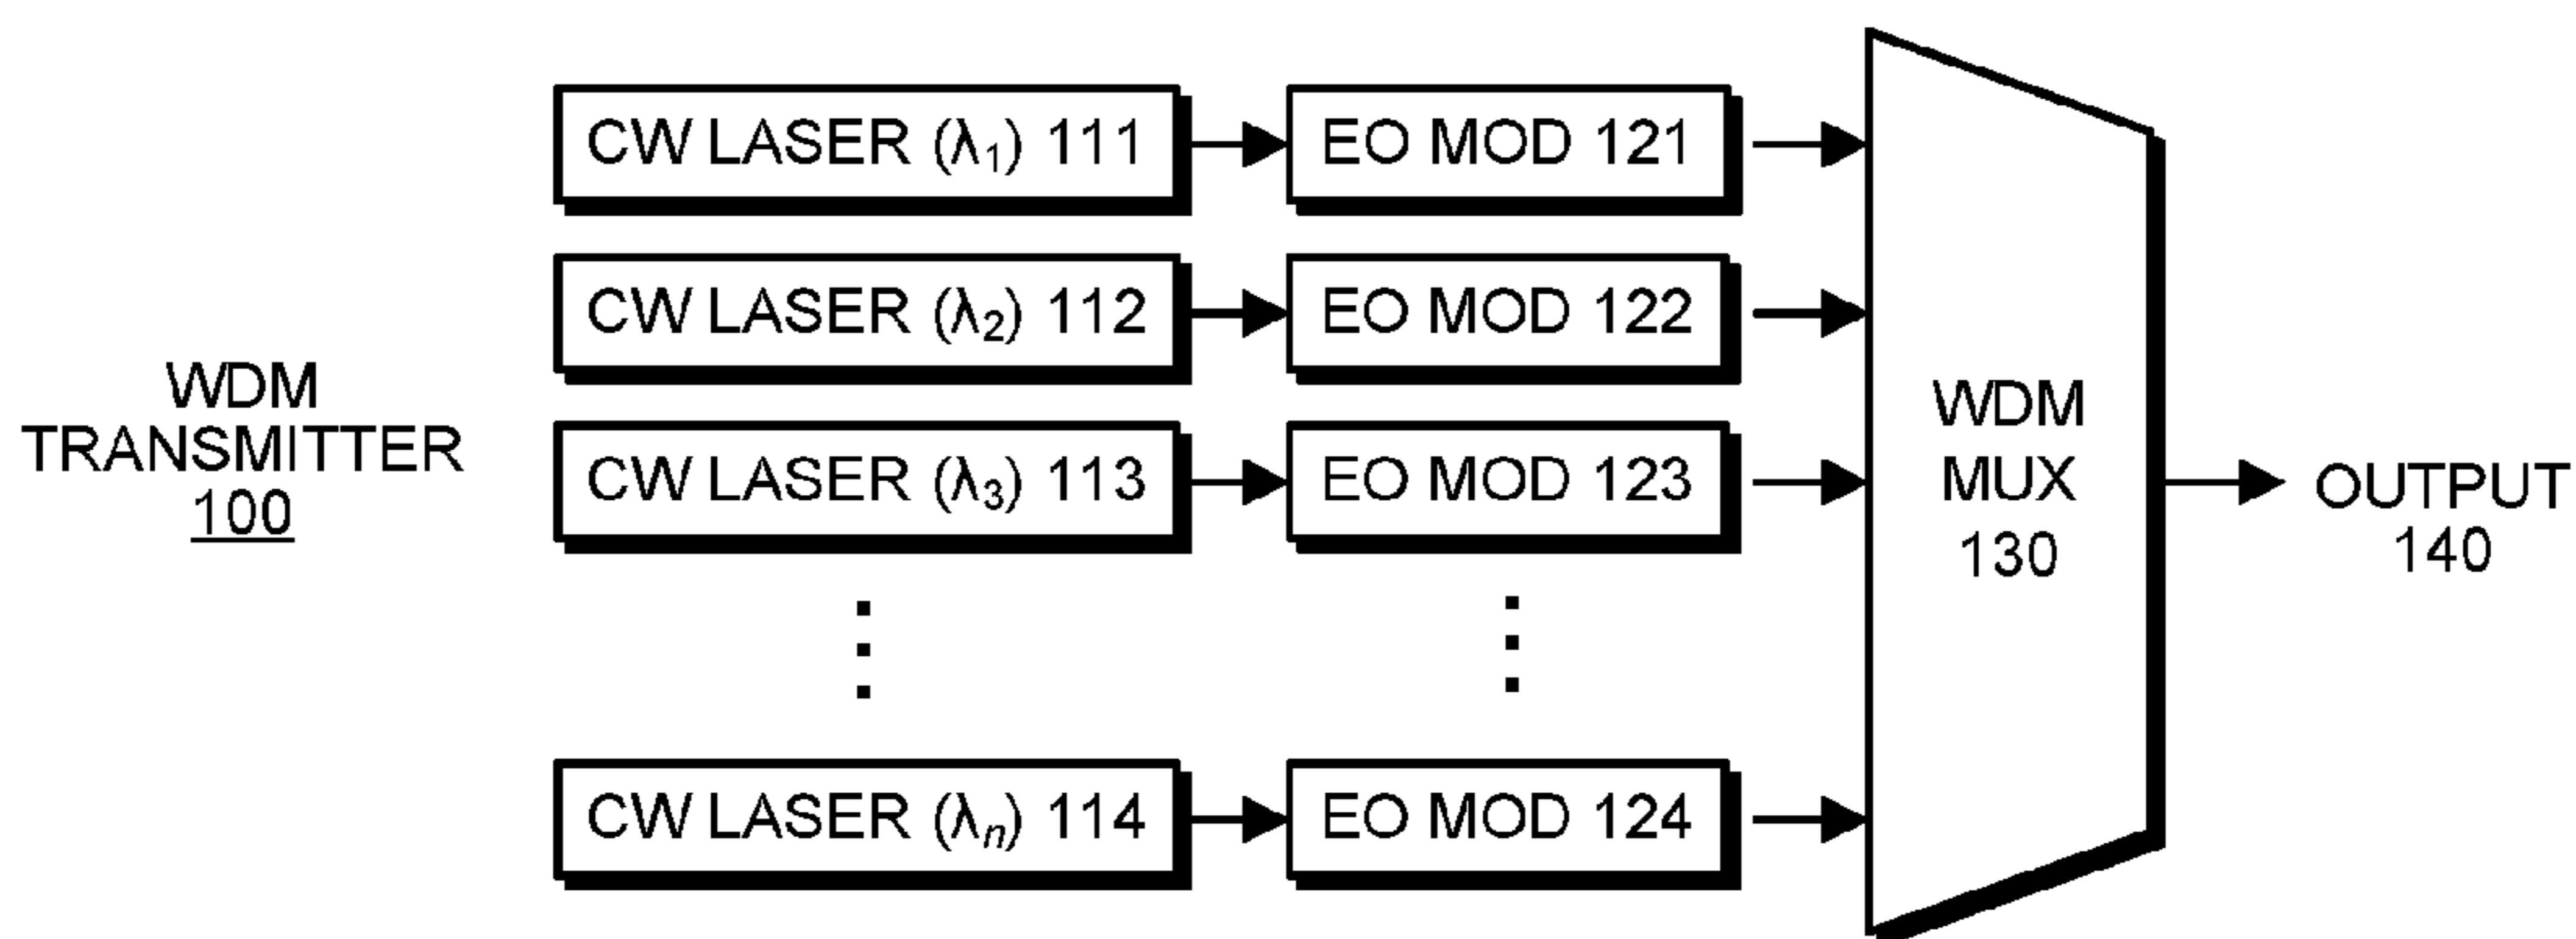 WDM
TRANSMITTER
100
CW LASER (λ₁) 111
EO MOD 121
CW LASER (λ₂) 112
EO MOD 122
CW LASER (λ₃) 113
EO MOD 123
CW LASER (λₙ) 114
EO MOD 124
WDM
MUX
130
OUTPUT
140